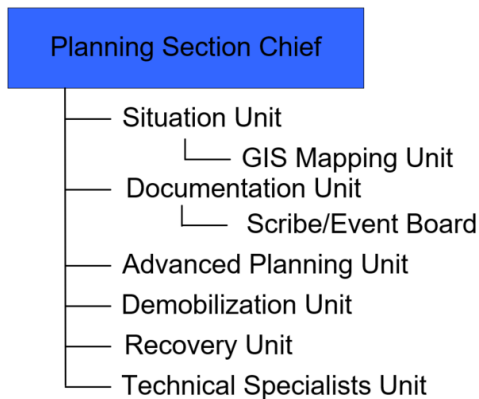 Planning Section Chief
Situation Unit
GIS Mapping Unit
Documentation Unit
Scribe/Event Board
Advanced Planning Unit
Demobilization Unit
Recovery Unit
Technical Specialists Unit